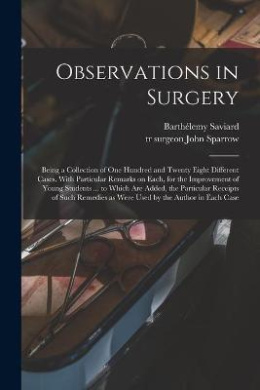 Observations in
Surgery
Barthélemy Saviard
tr surgeon John Sparrow
Being a Collection of One Hundred and Twenty Eight Different
Cases. With Particular Remarks on Each, for the Improvement of
Young Students ... to Which Are Added, the Particular Receipts
of Such Remedies as Were Used by the Author in Each Case